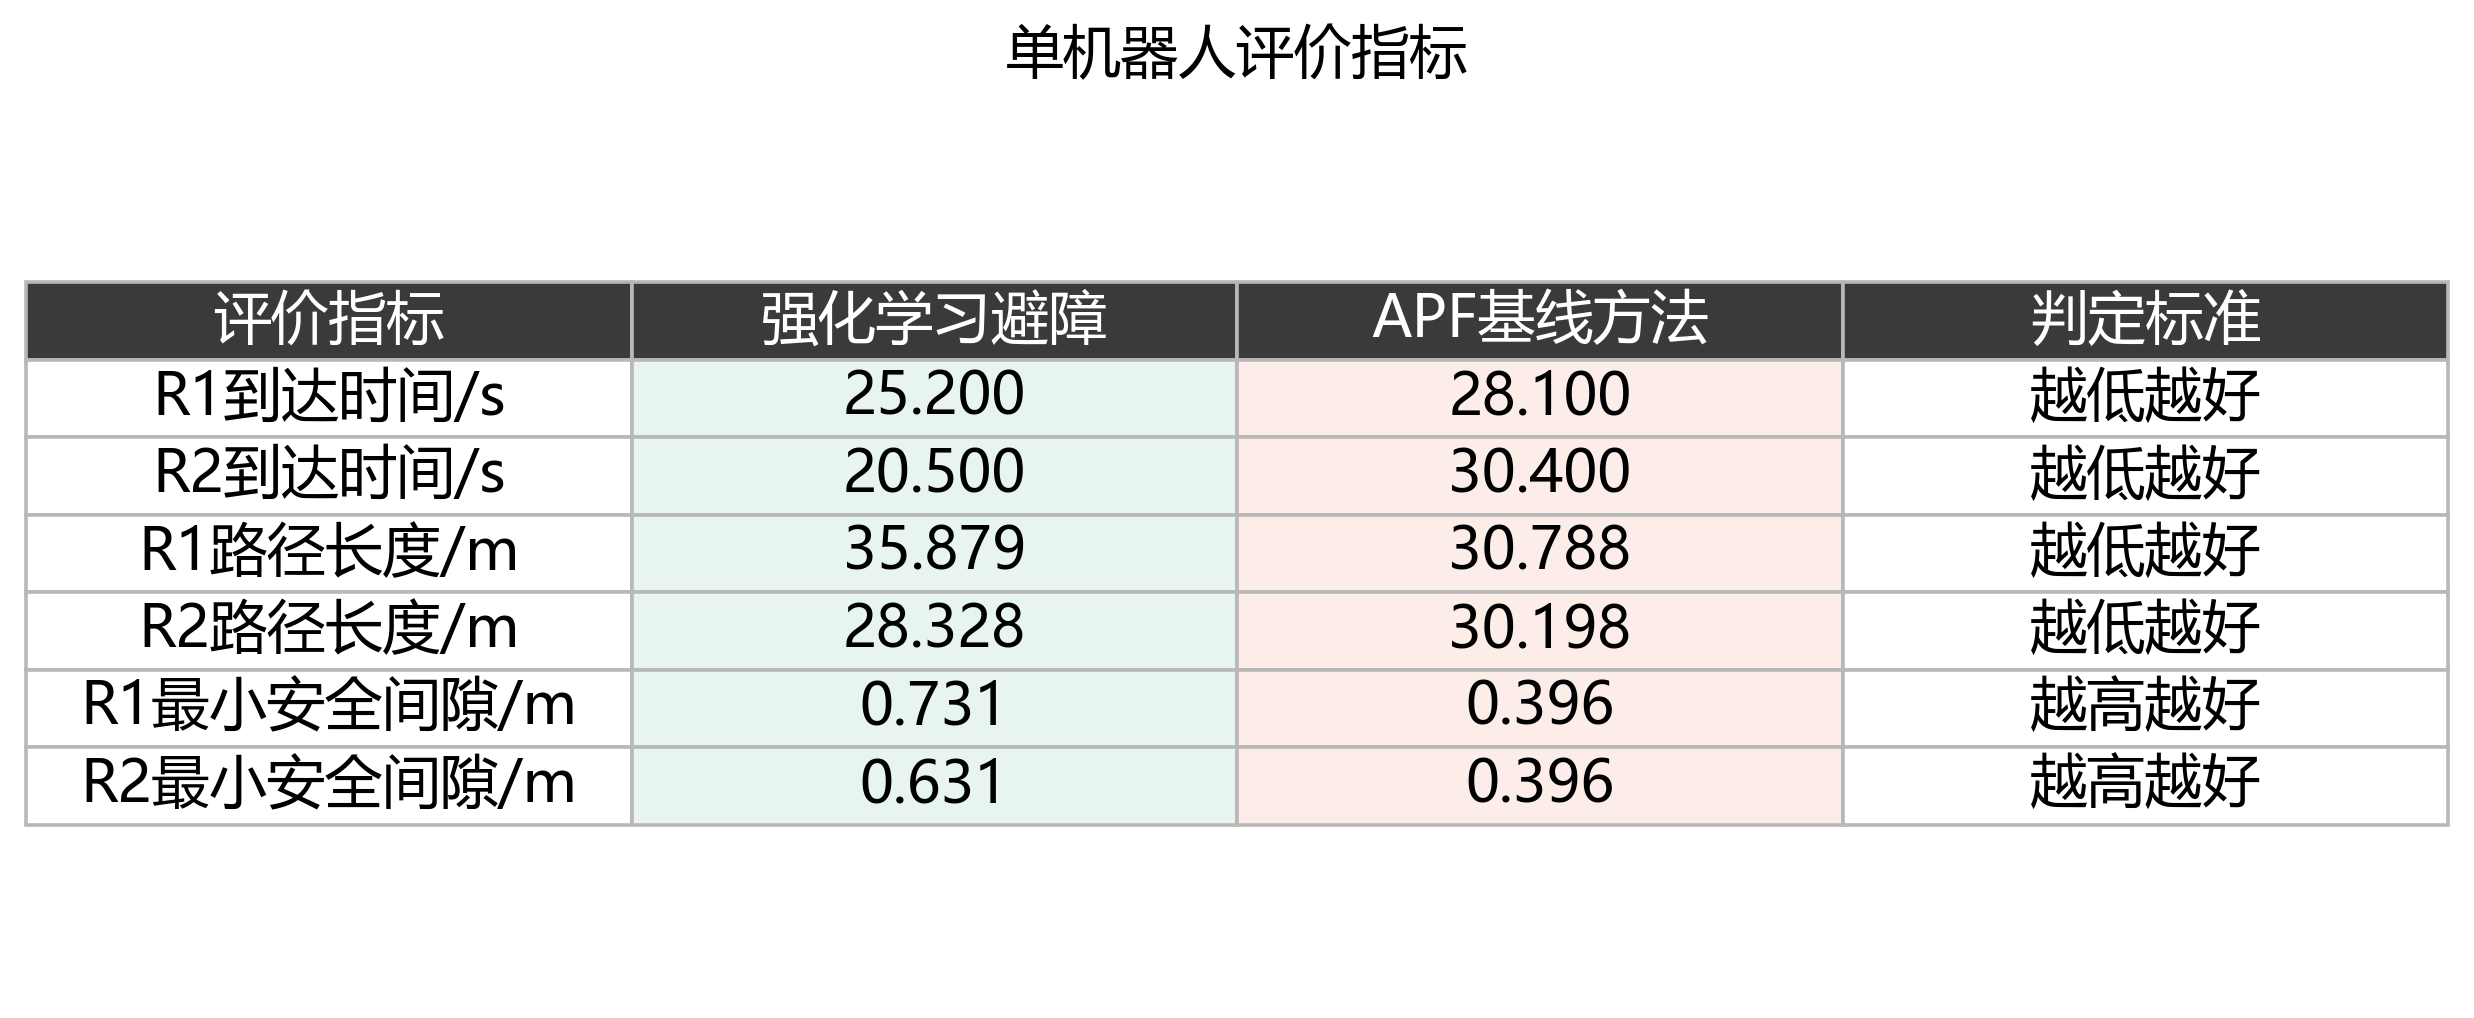 单机器人评价指标
评价指标 强化学习避障 APF基线方法 判定标准
R1到达时间/s 25.200 28.100 越低越好
R2到达时间/s 20.500 30.400 越低越好
R1路径长度/m 35.879 30.788 越低越好
R2路径长度/m 28.328 30.198 越低越好
R1最小安全间隙/m 0.731 0.396 越高越好
R2最小安全间隙/m 0.631 0.396 越高越好